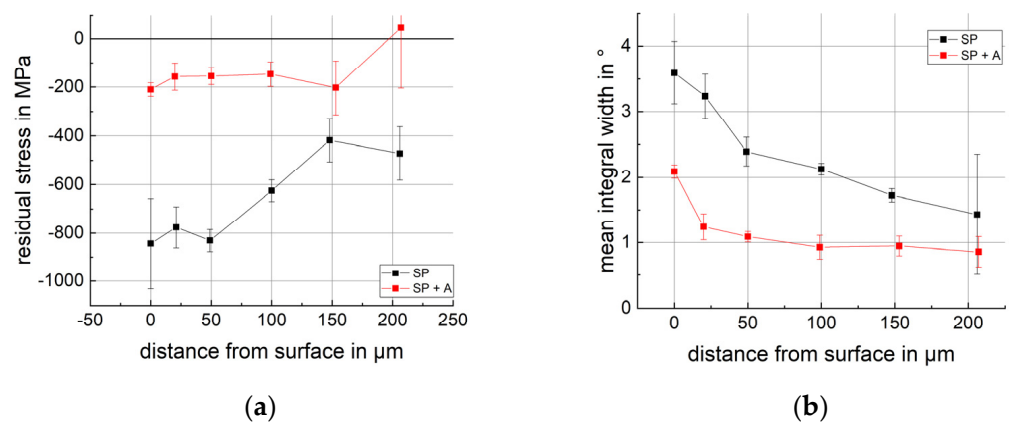 residual stress in MPa
0
-200
-400
-600
-800
-1000
SP
SP + A
-50
0
50
100
150
200
250
distance from surface in µm
(a)
mean integral width in °
4
3
2
1
0
SP
SP + A
0
50
100
150
200
distance from surface in µm
(b)